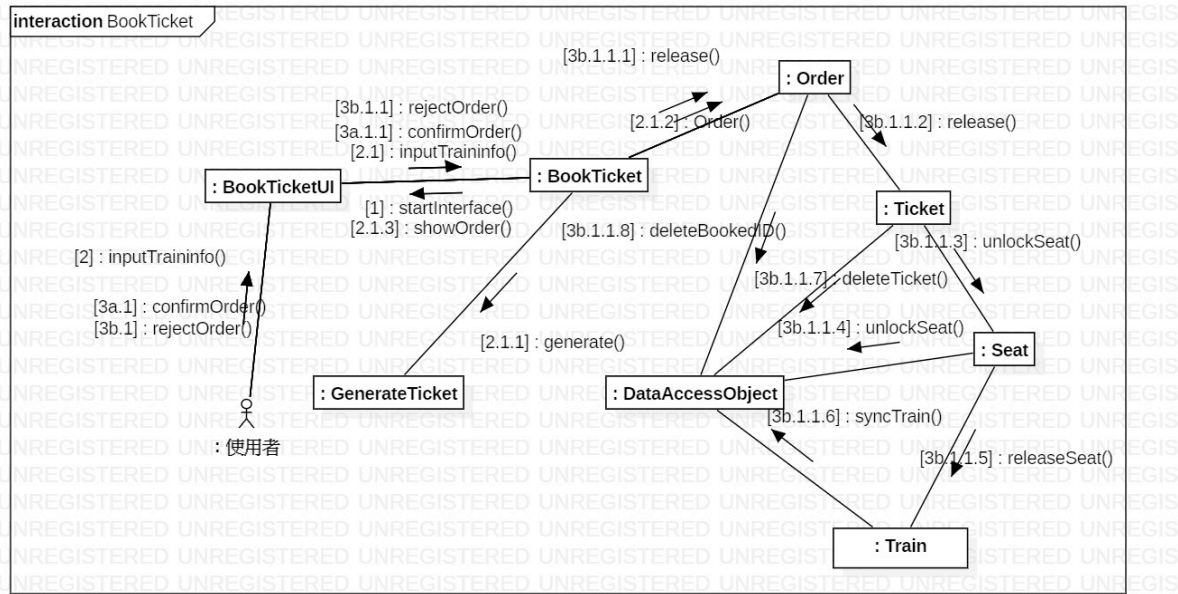 interaction BookTicket
[3b.1.1.1] : release()
: Order
[3b.1.1] : rejectOrder()
[3a.1.1] : confirmOrder()
[2.1] : inputTraininfo()
[2.1.2] : Order()
[3b.1.1.2] : release()
: BookTicketUI
: BookTicket
[1] : startInterface()
[2.1.3] : showOrder()
: Ticket
[3b.1.1.8] : deleteBookedID()
[3b.1.1.3] : unlockSeat()
[2] : inputTraininfo()
[3b.1.1.7] : deleteTicket()
[3a.1] : confirmOrder()
[3b.1] : rejectOrder()
[3b.1.1.4] : unlockSeat()
[2.1.1] : generate()
: Seat
: GenerateTicket
: DataAccessObject
[3b.1.1.6] : syncTrain()
: 使用者
[3b.1.1.5] : releaseSeat()
: Train
UNREGISTERED